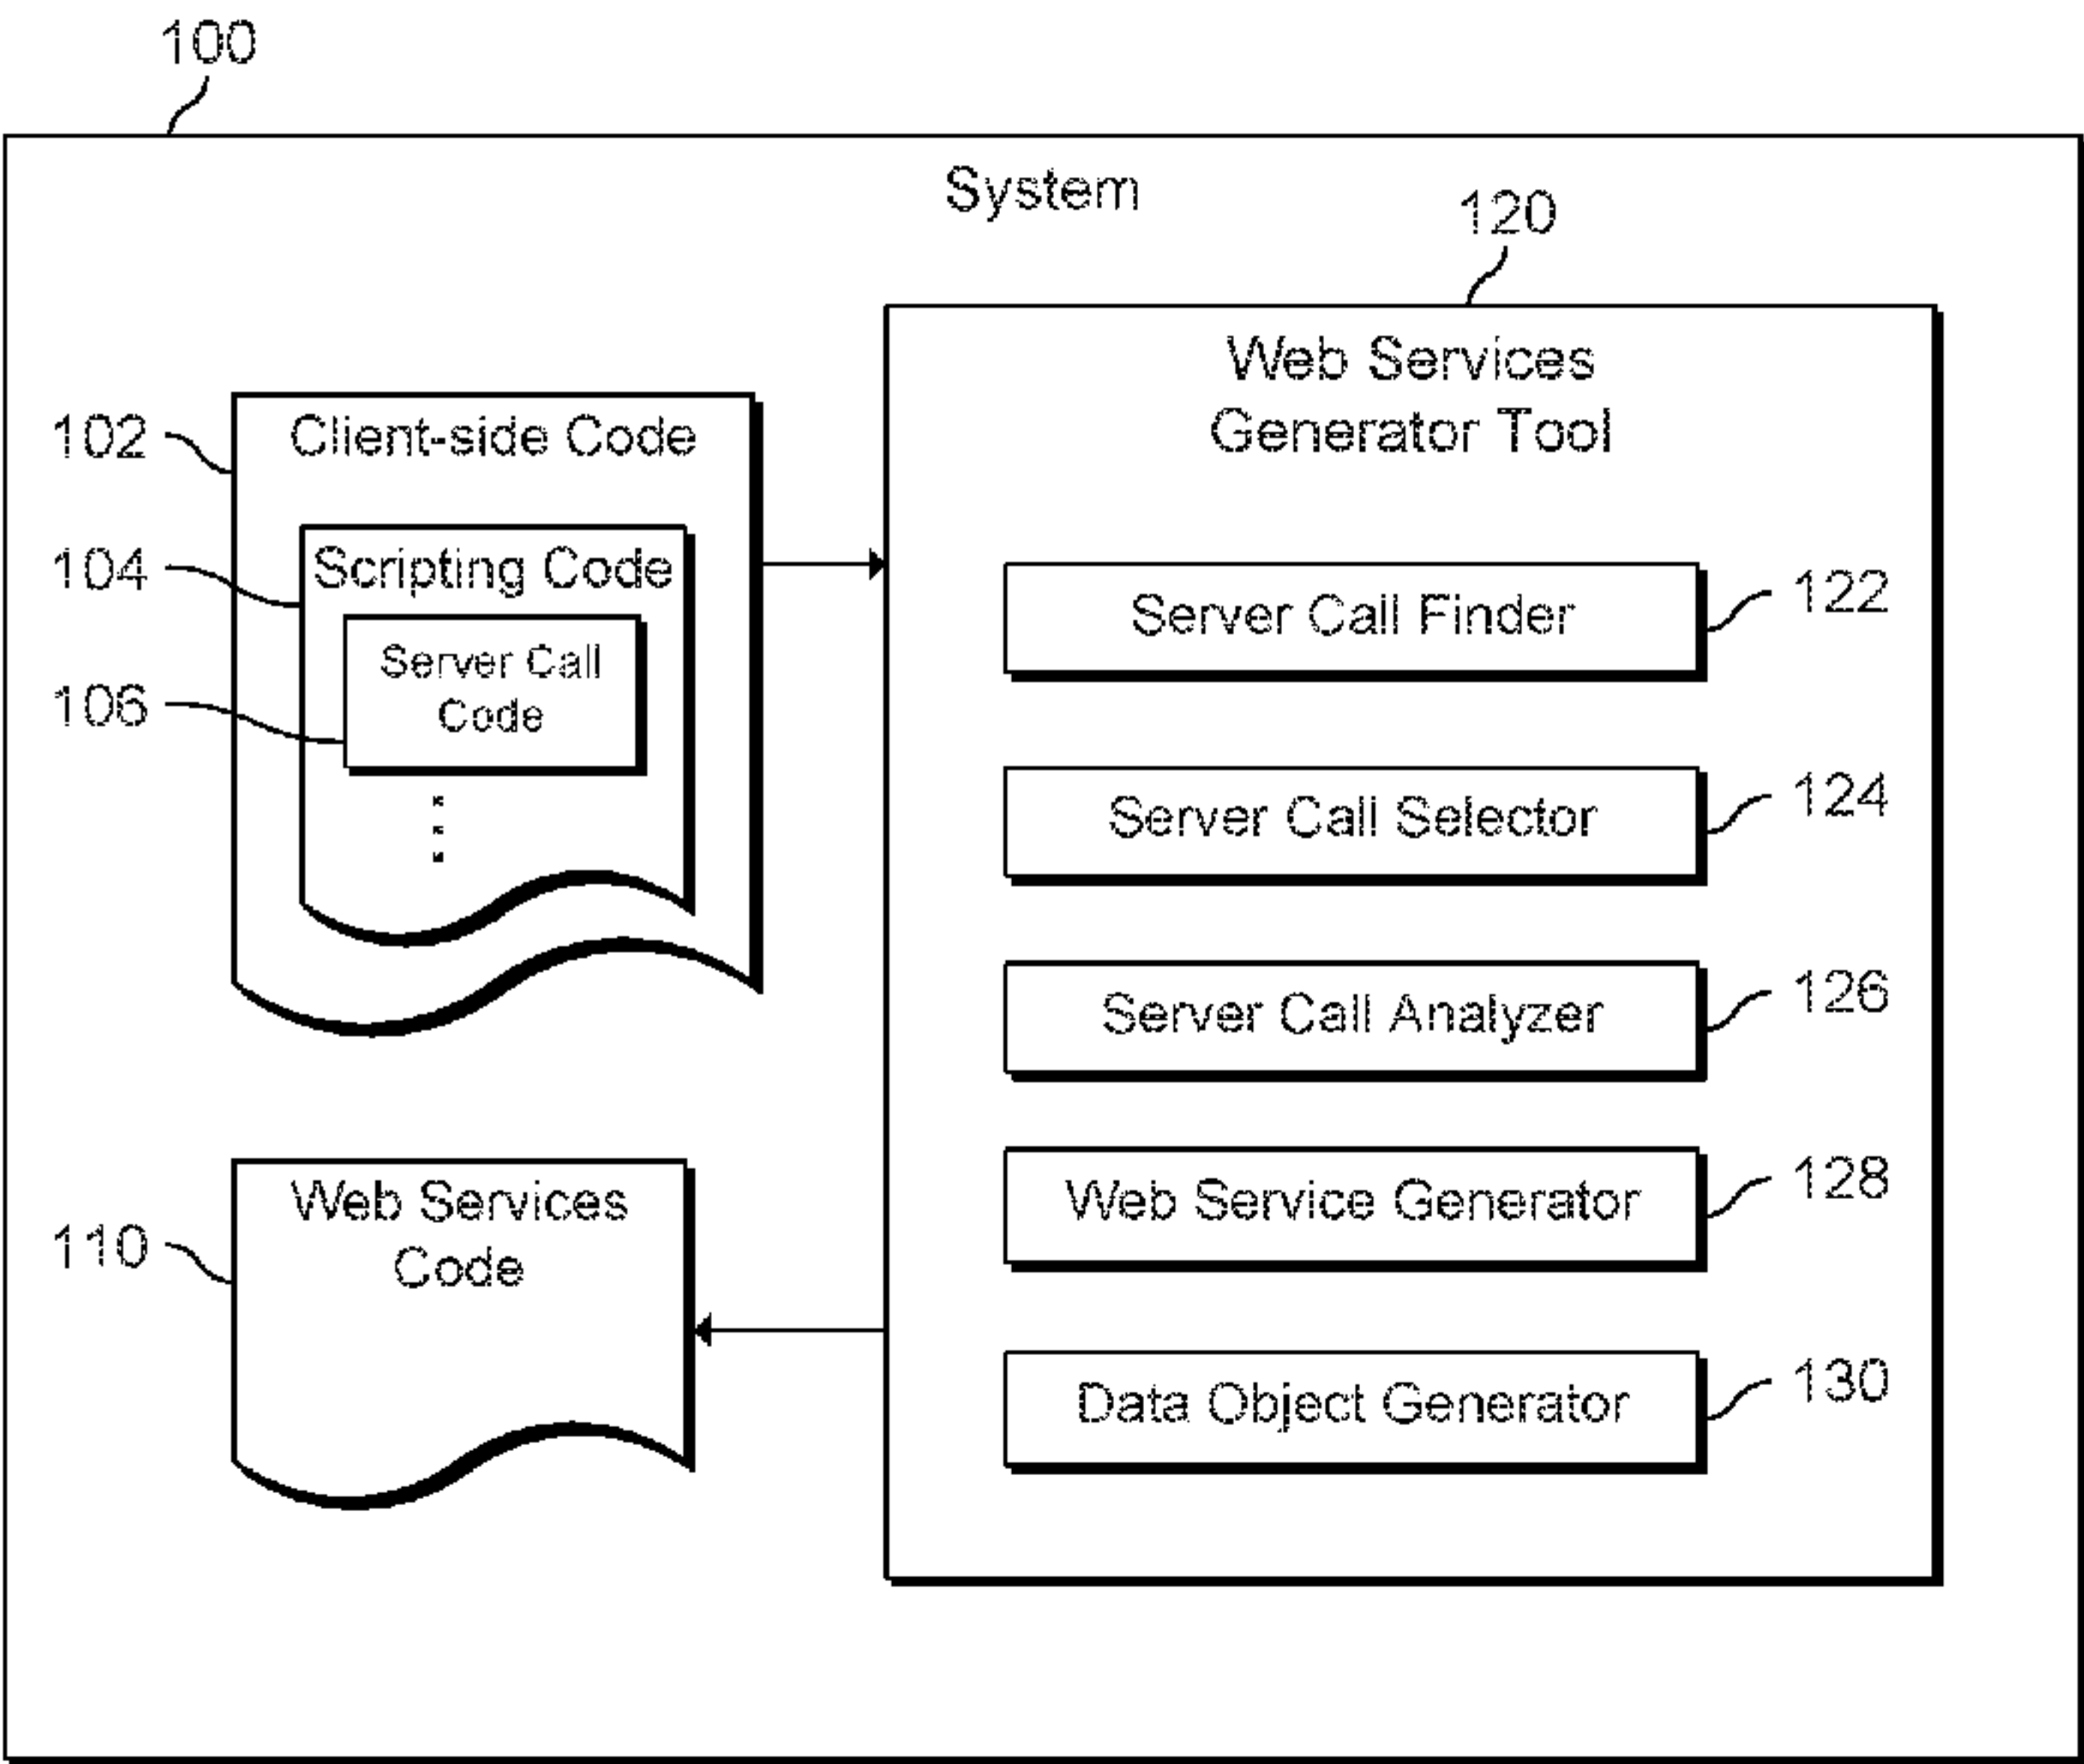 100
System
120
Web Services
Generator Tool
102
Client-side Code
104
Scripting Code
106
Server Call
Code
Server Call Finder
122
Server Call Selector
124
Server Call Analyzer
126
110
Web Services
Code
Web Service Generator
128
Data Object Generator
130